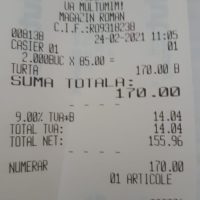 VA MULTUMIM!
MAGAZIN ROMAN
C.I.F.:RO9318238
008138 24-02-2021 11:05
CASIER 01 01
2.000BUC X 85.00 =
TURTA 170.00 B
SUMA TOTALA:
170.00
- - - -
9.00% TVA*B 14.04
TOTAL TVA: 14.04
TOTAL NET: 155.96
- - - -
NUMERAR 170.00
01 ARTICOLE